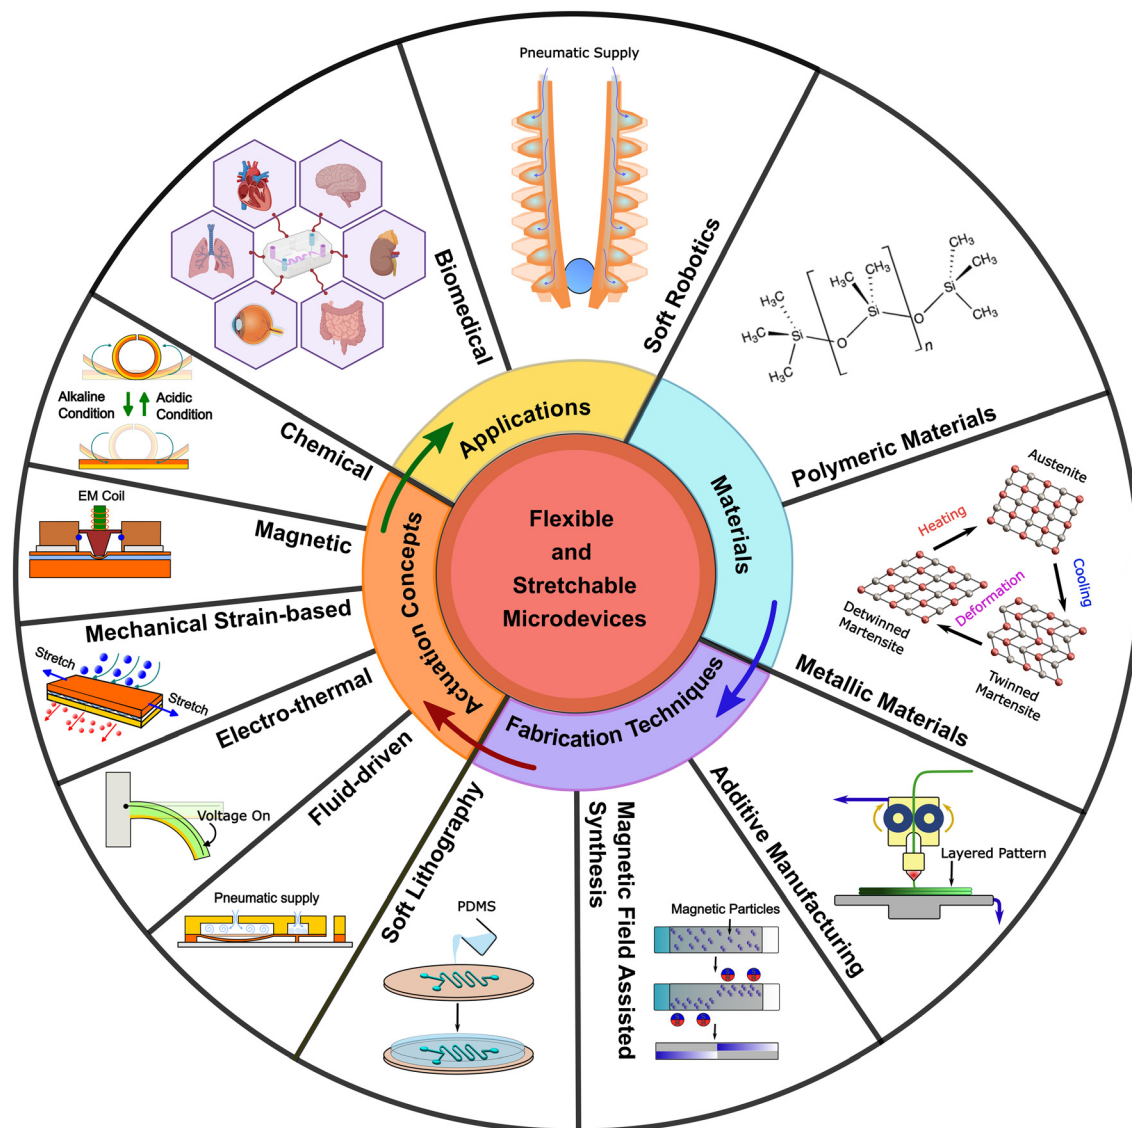 Flexible
and
Stretchable
Microdevices
Applications
Materials
Fabrication Techniques
Actuation Concepts
Pneumatic Supply
Soft Robotics
H₃C
H₃C
H₃C
Si
O
H₃C
CH₃
Si
O
n
CH₃
CH₃
Si
CH₃
Polymeric Materials
Austenite
Heating
Cooling
Deformation
Detwinned
Martensite
Twinned
Martensite
Metallic Materials
Layered Pattern
Additive Manufacturing
Magnetic Particles
Magnetic Field Assisted
Synthesis
PDMS
Soft Lithography
Pneumatic supply
Fluid-driven
Voltage On
Electro-thermal
Stretch
Stretch
Mechanical Strain-based
EM Coil
Magnetic
Alkaline
Condition
Acidic
Condition
Chemical
Biomedical